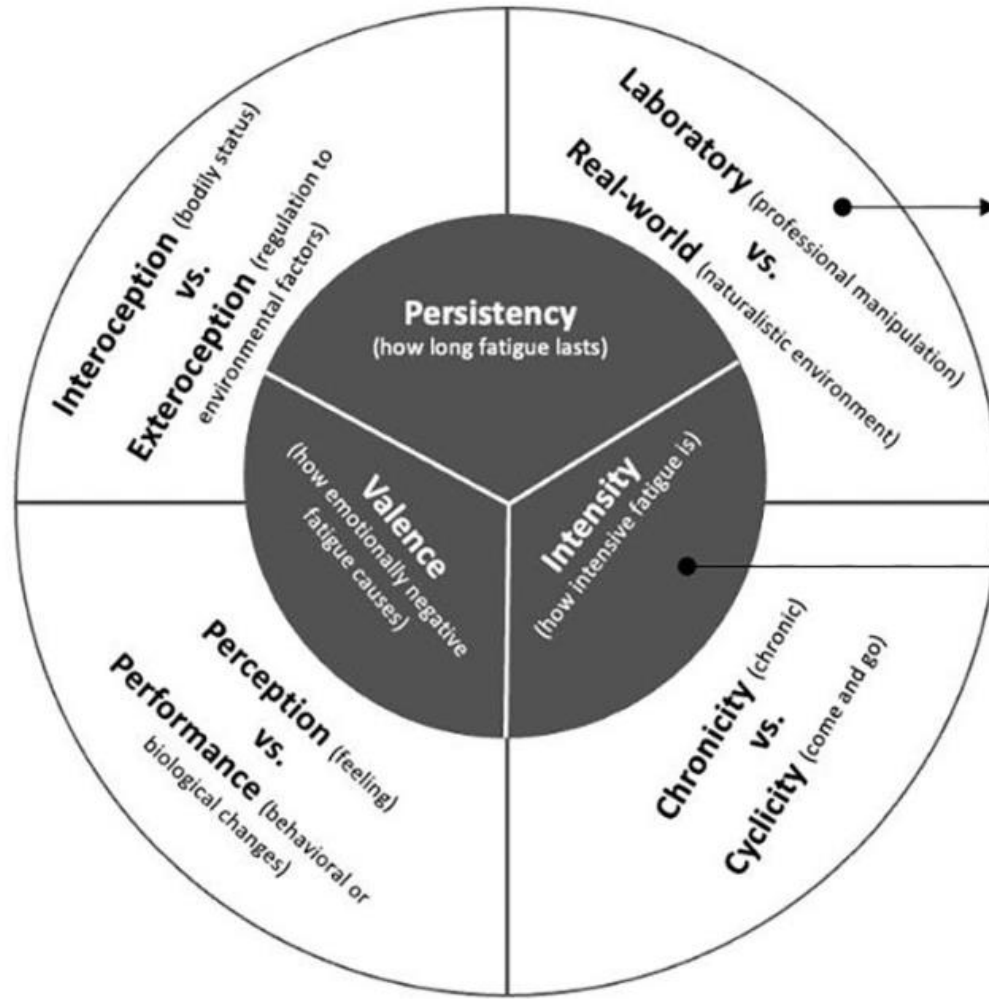 Interoception (bodily status)
vs.
Exteroception (regulation to
environmental factors)
Laboratory (professional manipulation)
vs.
Real-world (naturalistic environment)
Persistency
(how long fatigue lasts)
Valence
(how emotionally negative
fatigue causes)
Intensity
(how intensive fatigue is)
Perception (feeling)
vs.
Performance (behavioral or
biological changes)
Chronicity (chronic)
vs.
Cyclicity (come and go)